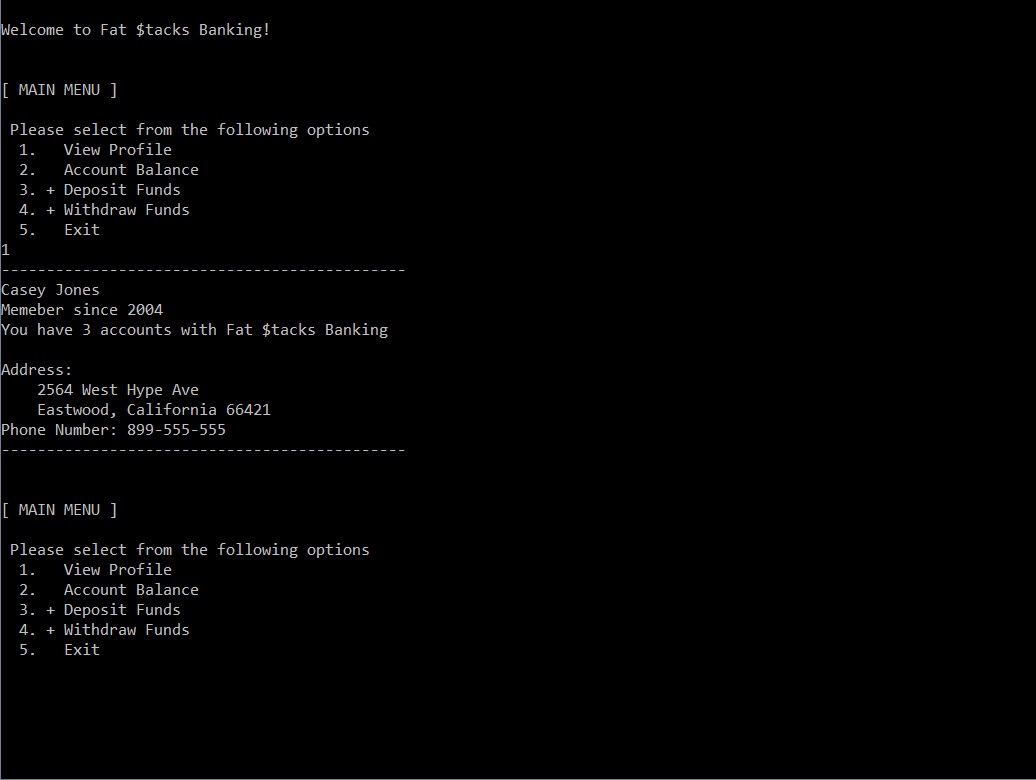 Welcome to Fat $tacks Banking!
[ MAIN MENU ]
Please select from the following options
1.   View Profile
2.   Account Balance
3. + Deposit Funds
4. + Withdraw Funds
5.   Exit
1
---------------------------------------------
Casey Jones
Memeber since 2004
You have 3 accounts with Fat $tacks Banking
Address:
2564 West Hype Ave
Eastwood, California 66421
Phone Number: 899-555-555
---------------------------------------------
[ MAIN MENU ]
Please select from the following options
1.   View Profile
2.   Account Balance
3. + Deposit Funds
4. + Withdraw Funds
5.   Exit